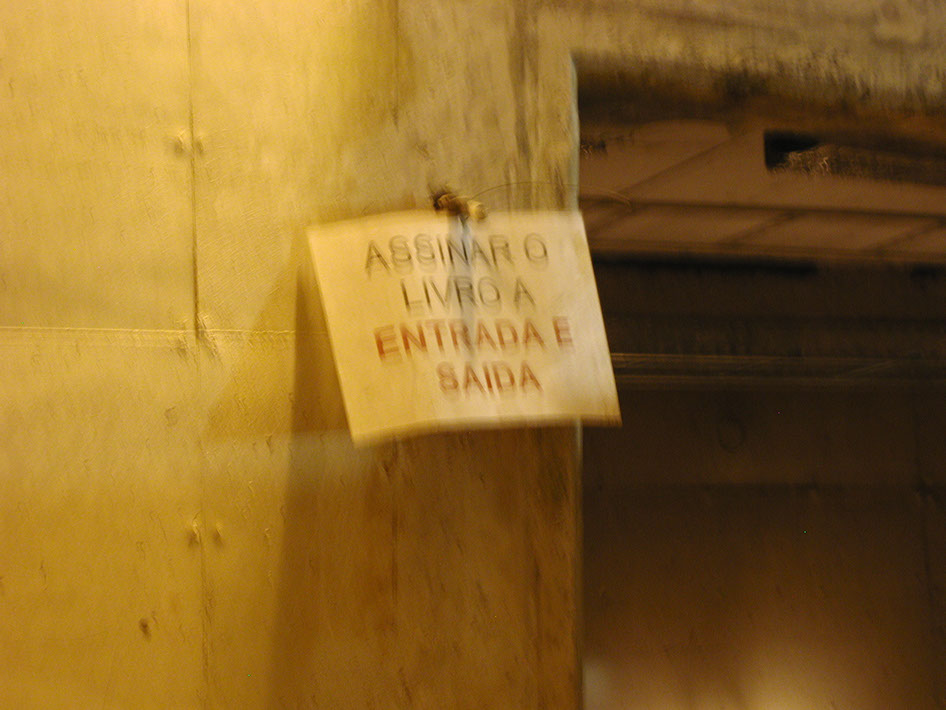 ASSINAR O
LIVRO A
ENTRADA E
SAIDA